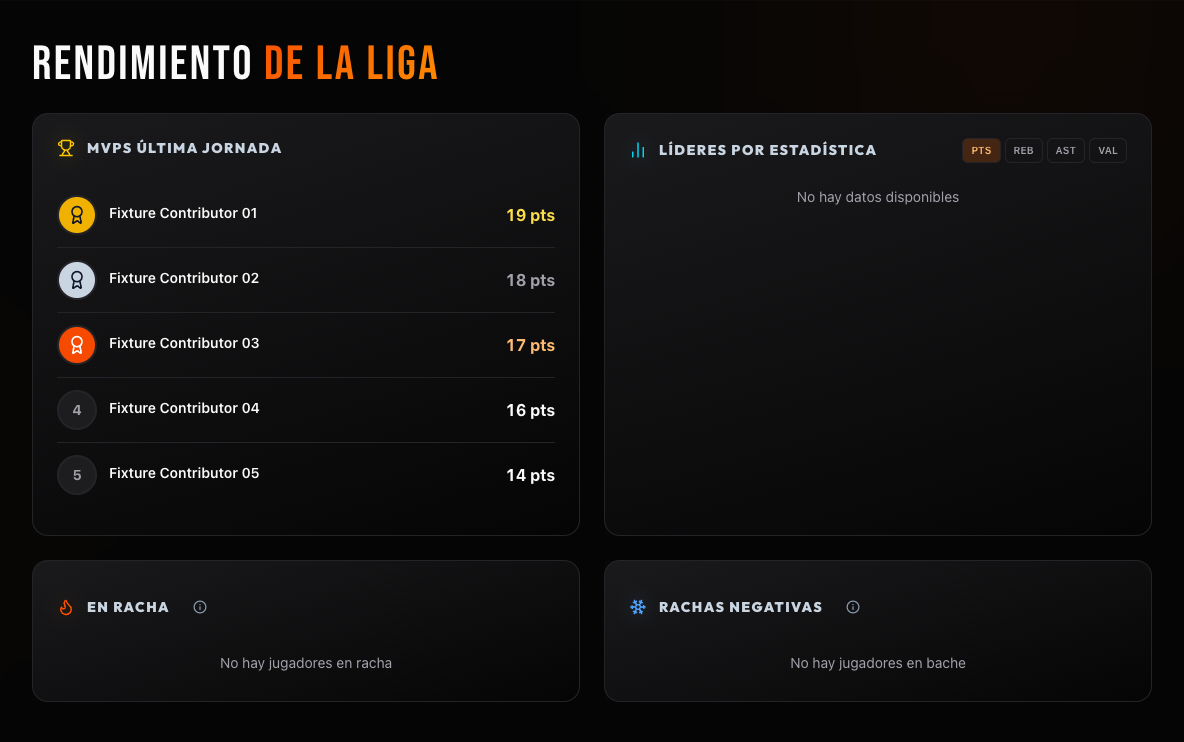 RENDIMIENTO DE LA LIGA
MVPS ÚLTIMA JORNADA
Fixture Contributor 01
19 pts
Fixture Contributor 02
18 pts
Fixture Contributor 03
17 pts
4
Fixture Contributor 04
16 pts
5
Fixture Contributor 05
14 pts
LÍDERES POR ESTADÍSTICA
PTS REB AST VAL
No hay datos disponibles
EN RACHA
No hay jugadores en racha
RACHAS NEGATIVAS
No hay jugadores en bache